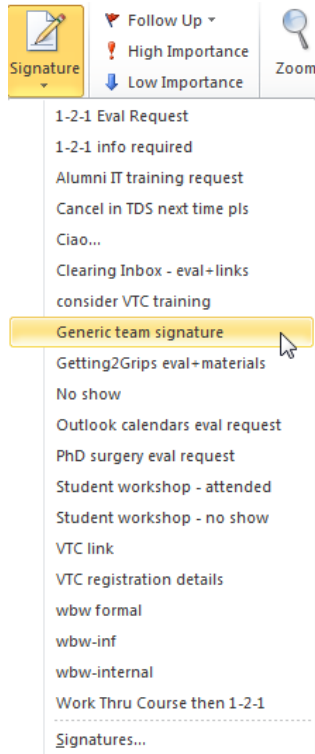 Signature
Follow Up
High Importance
Low Importance
Zoom
1-2-1 Eval Request
1-2-1 info required
Alumni IT training request
Cancel in TDS next time pls
Ciao...
Clearing Inbox - eval+links
consider VTC training
Generic team signature
Getting2Grips eval+materials
No show
Outlook calendars eval request
PhD surgery eval request
Student workshop - attended
Student workshop - no show
VTC link
VTC registration details
wbw formal
wbw-inf
wbw-internal
Work Thru Course then 1-2-1
Signatures...